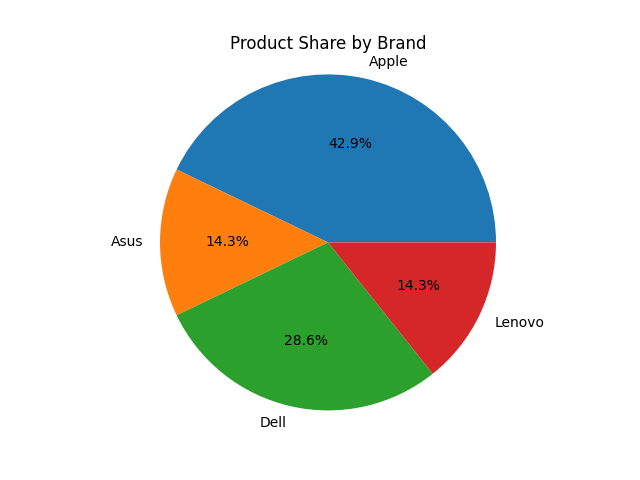 Product Share by Brand
Apple
42.9%
Asus
14.3%
14.3%
Lenovo
28.6%
Dell